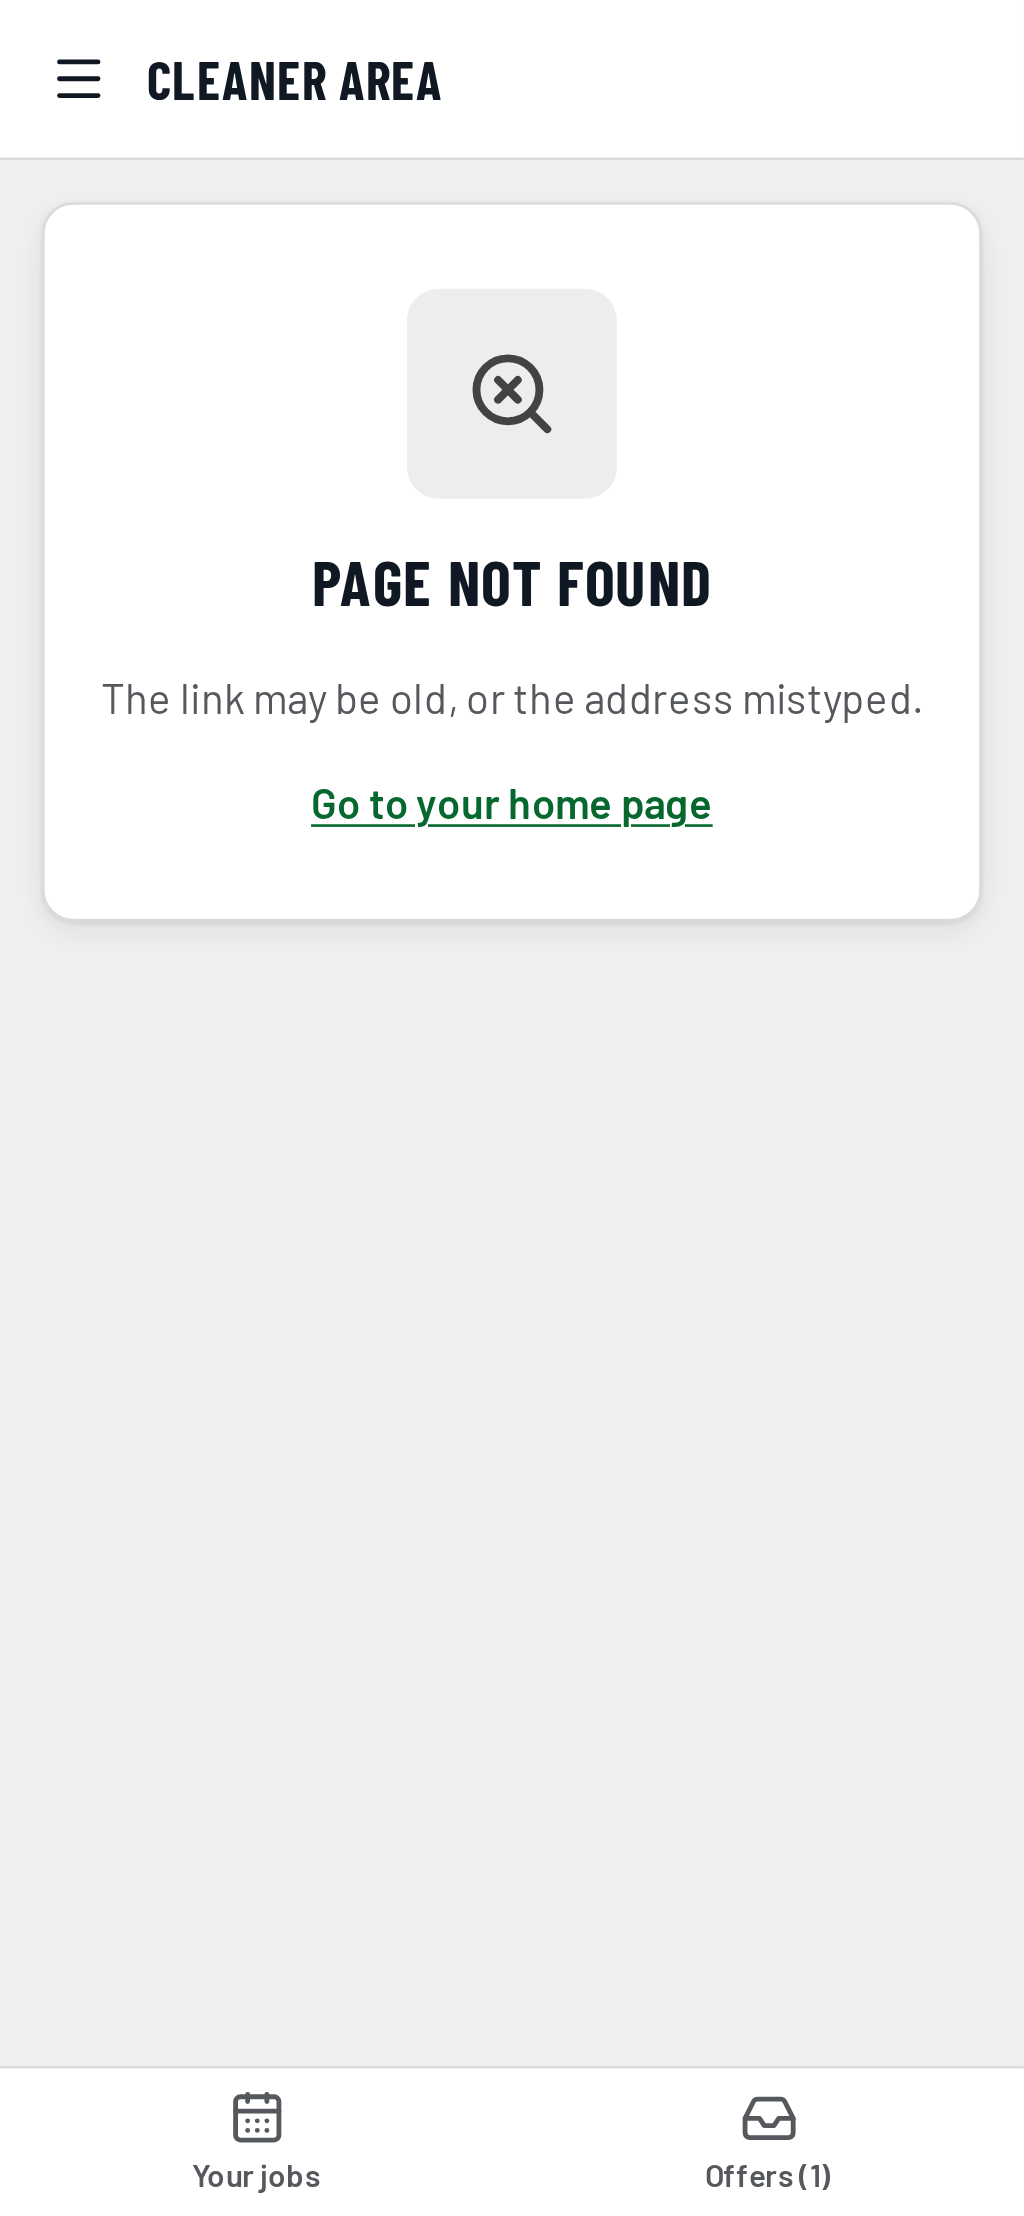 CLEANER AREA
PAGE NOT FOUND
The link may be old, or the address mistyped.
Go to your home page
Your jobs
Offers (1)